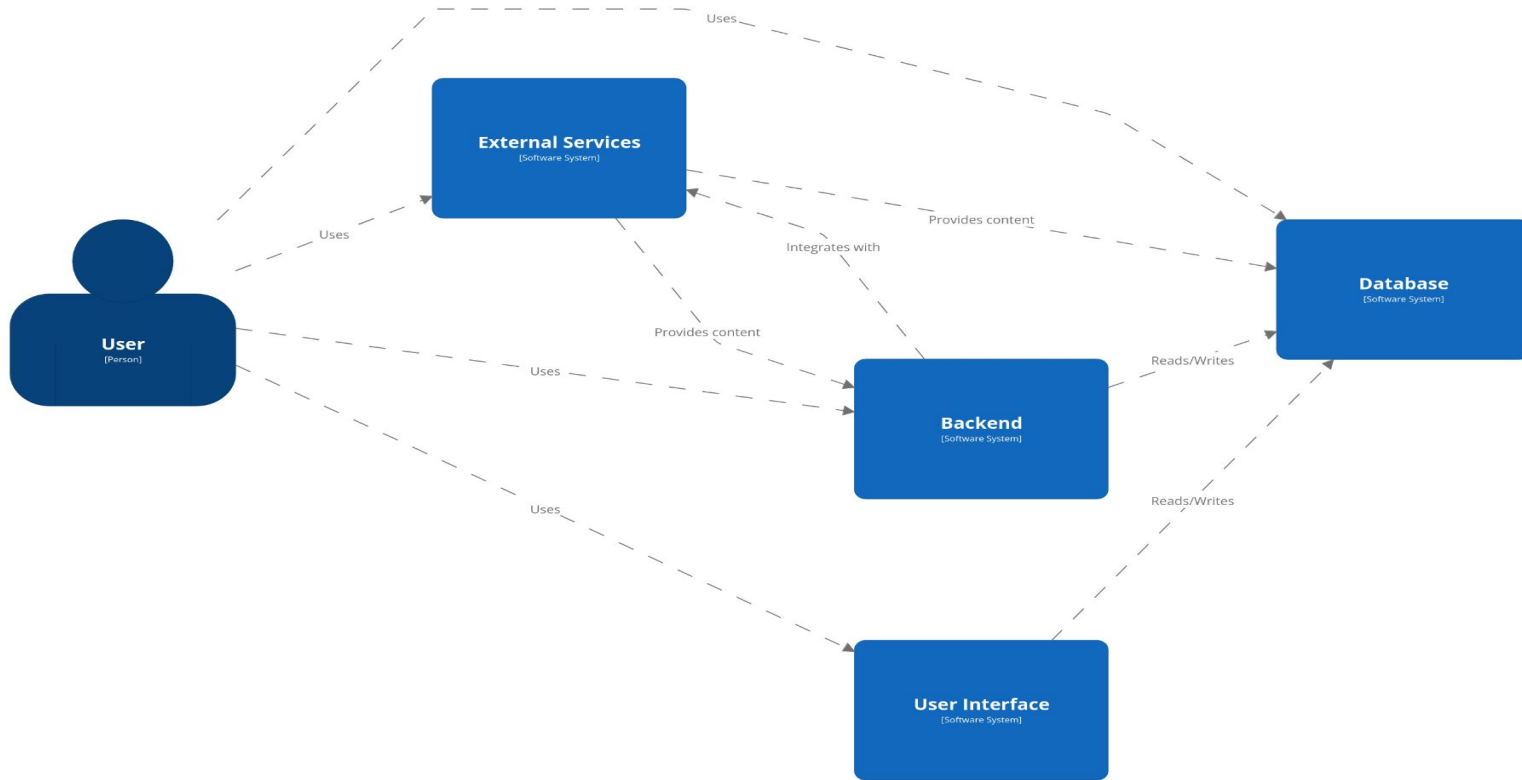 Uses
External Services
[Software System]
Uses
Provides content
Integrates with
Database
[Software System]
User
[Person]
Provides content
Reads/Writes
Uses
Backend
[Software System]
Reads/Writes
Uses
User Interface
[Software System]